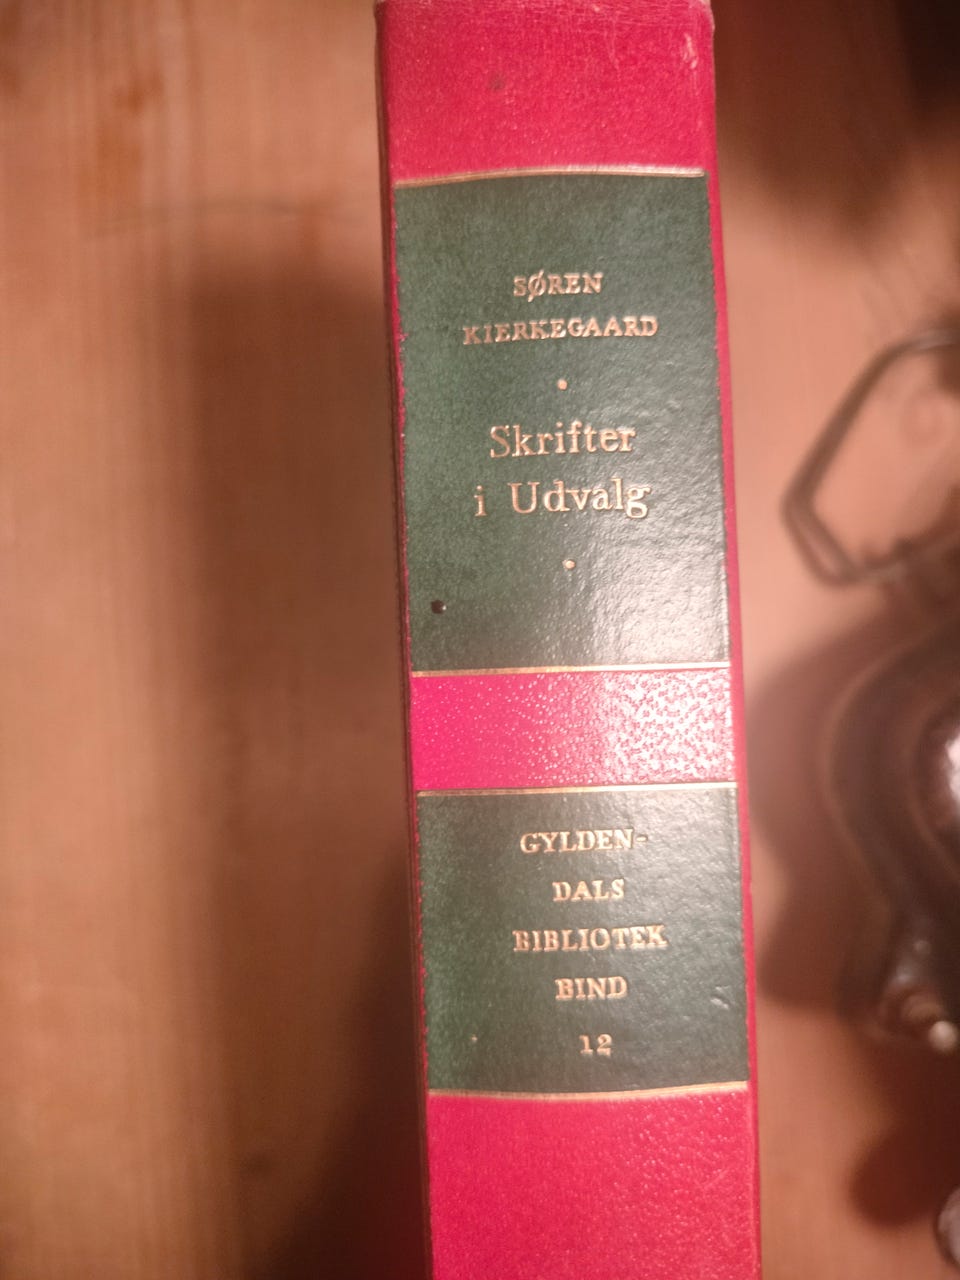 SØREN
KIERKEGAARD
Skrifter
i Udvalg
GYLDEN-
DALS
BIBLIOTEK
BIND
12